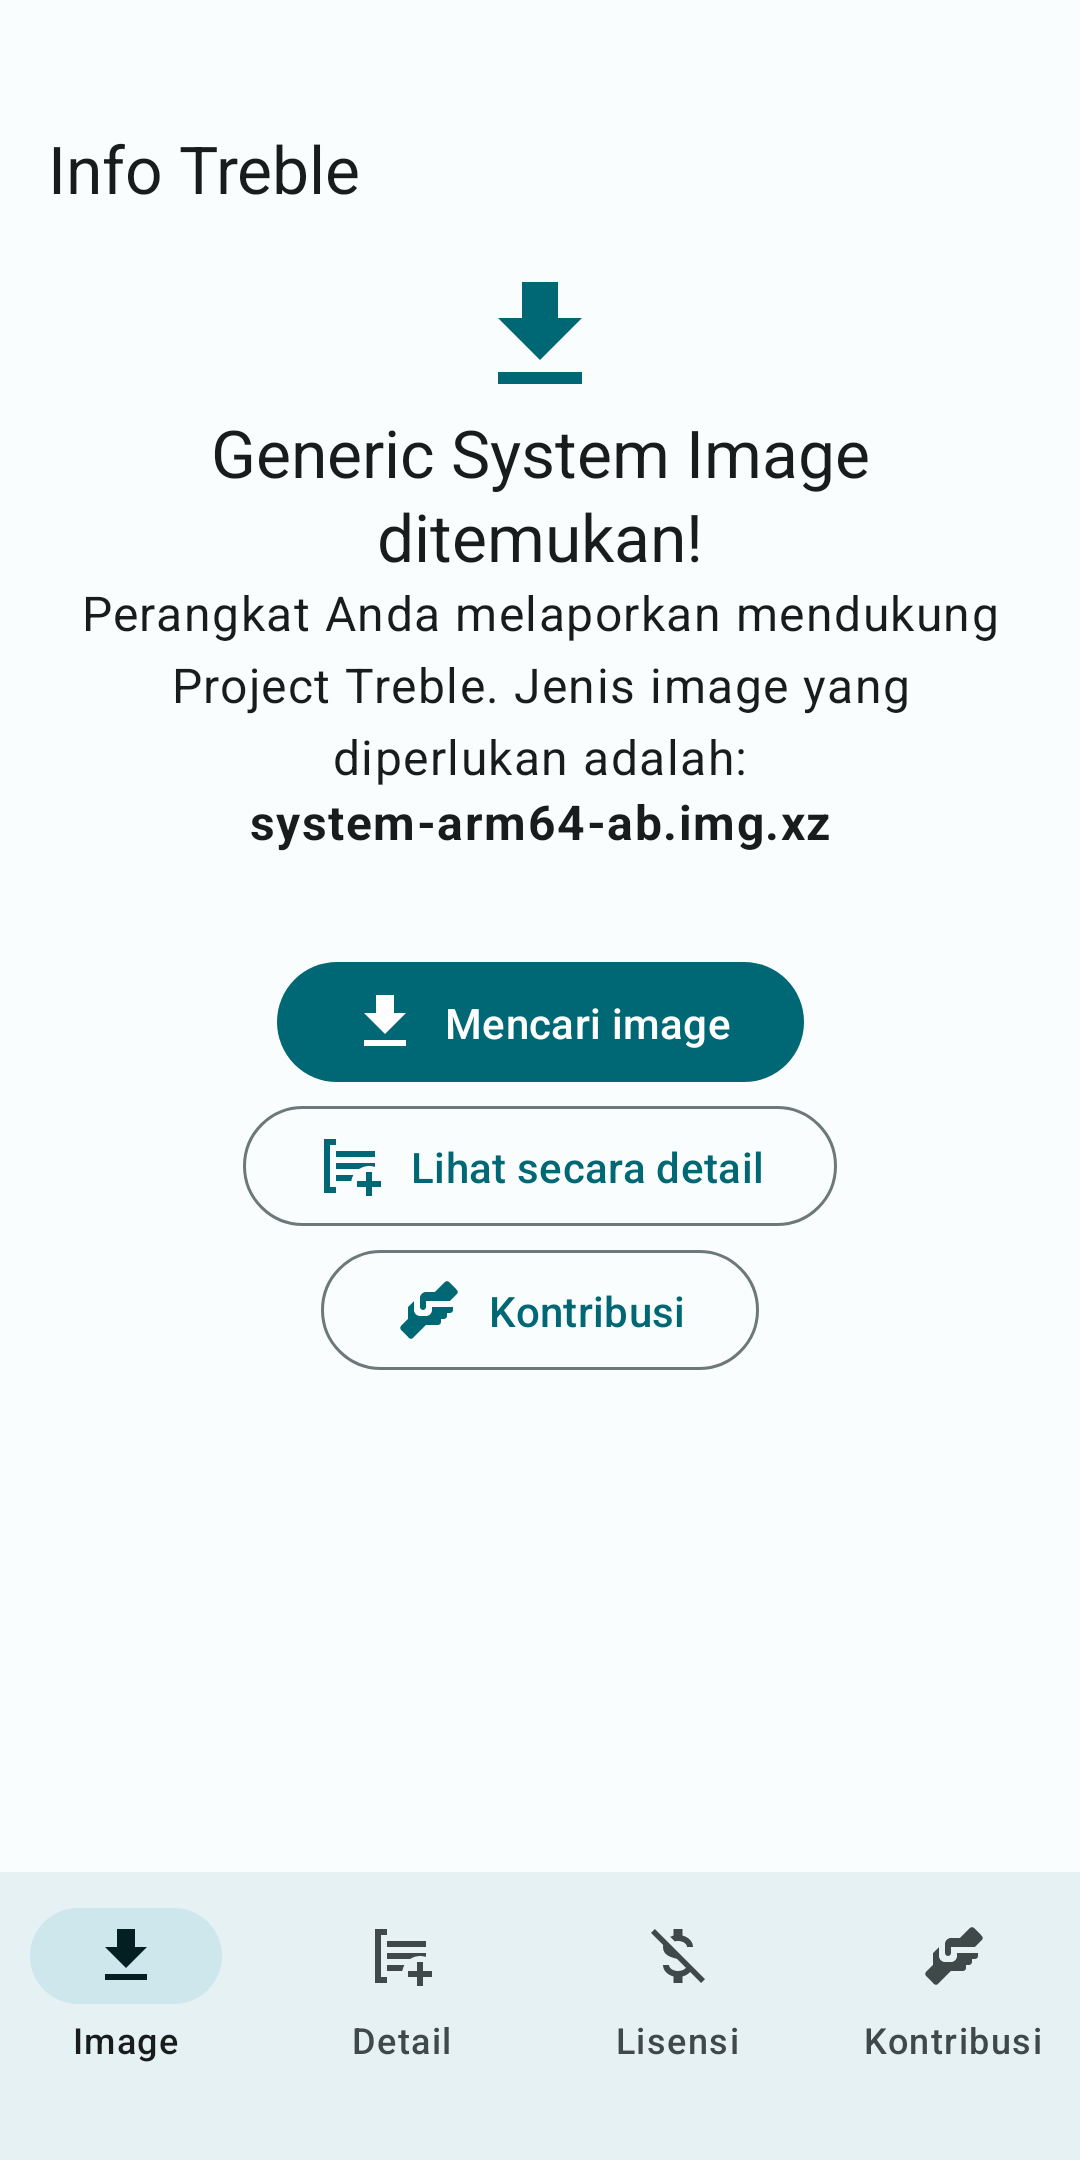 Info Treble
Generic System Image
ditemukan!
Perangkat Anda melaporkan mendukung
Project Treble. Jenis image yang
diperlukan adalah:
system-arm64-ab.img.xz
Mencari image
Lihat secara detail
Kontribusi
Image
Detail
Lisensi
Kontribusi